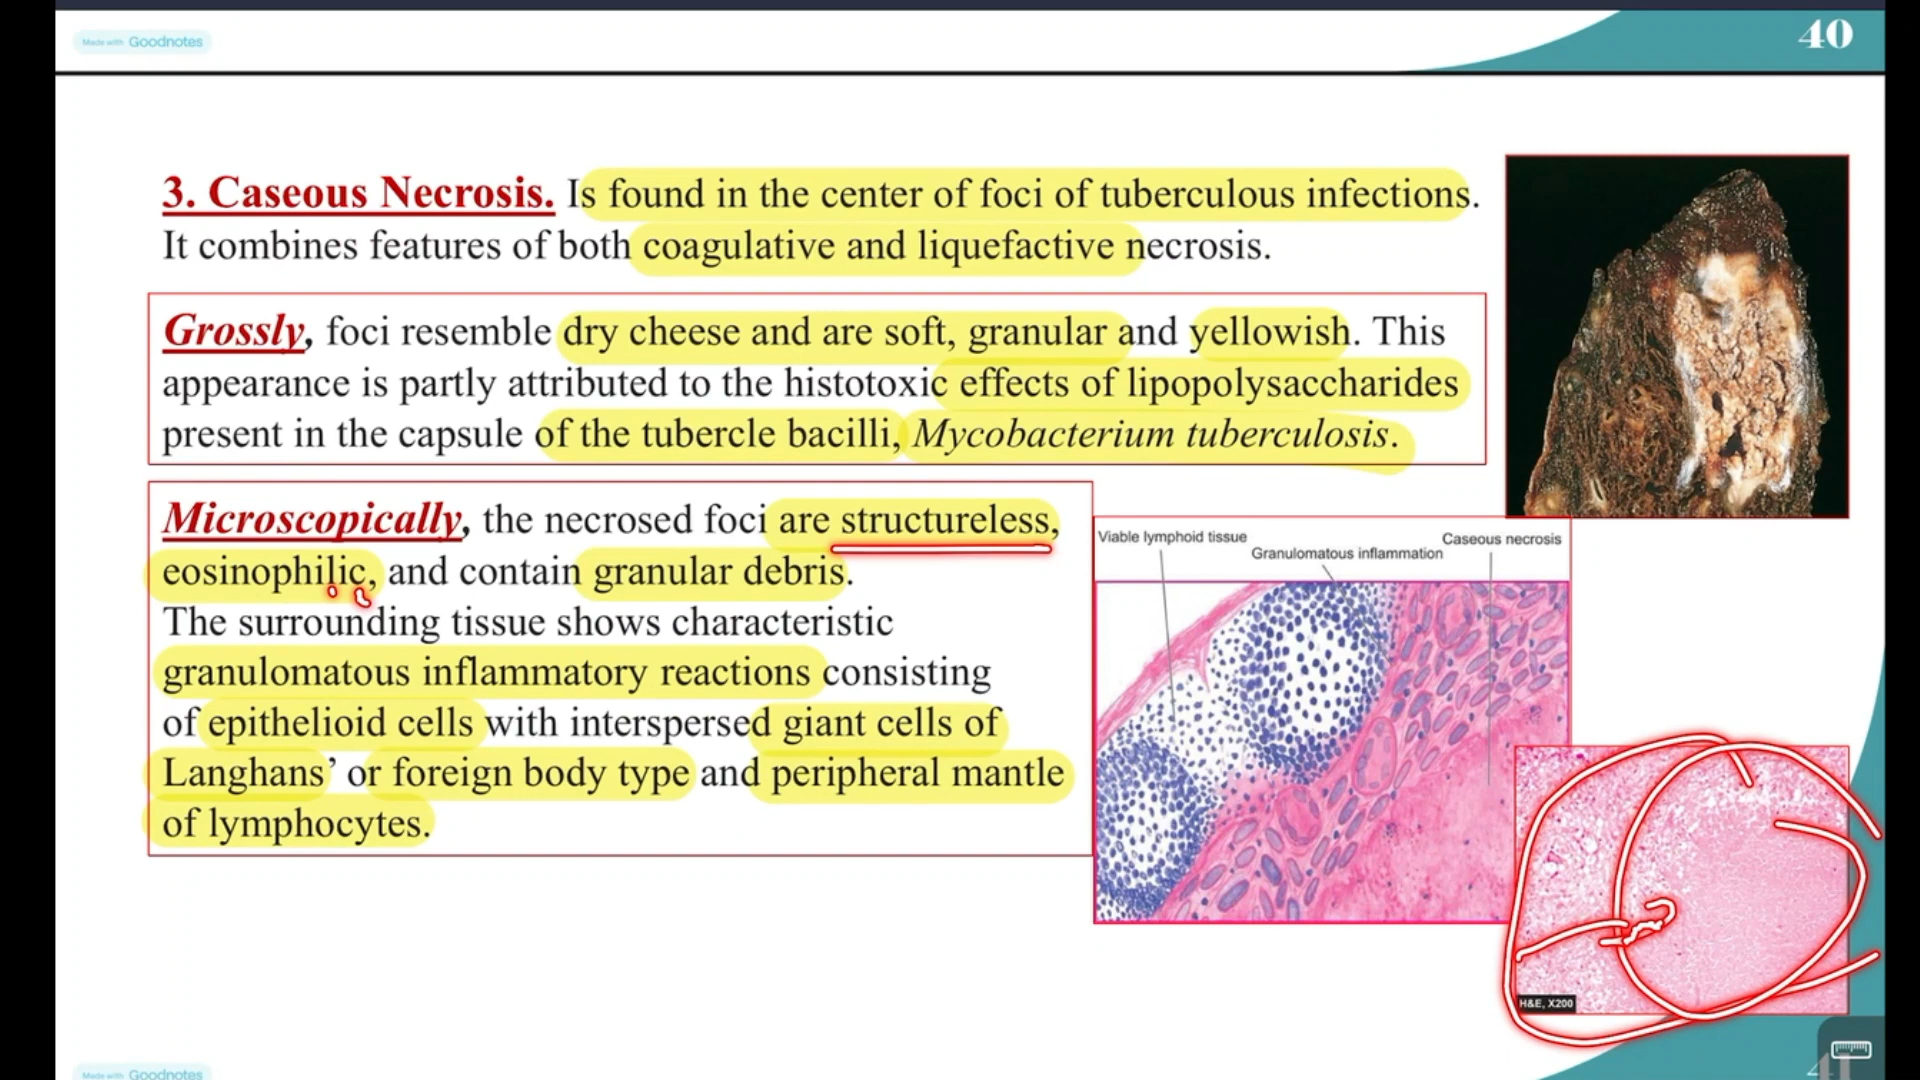 Made with Goodnotes
40
3. Caseous Necrosis. Is found in the center of foci of tuberculous infections.
It combines features of both coagulative and liquefactive necrosis.
Grossly, foci resemble dry cheese and are soft, granular and yellowish. This
appearance is partly attributed to the histotoxic effects of lipopolysaccharides
present in the capsule of the tubercle bacilli, Mycobacterium tuberculosis.
Microscopically, the necrosed foci are structureless,
eosinophilic, and contain granular debris.
The surrounding tissue shows characteristic
granulomatous inflammatory reactions consisting
of epithelioid cells with interspersed giant cells of
Langhans’ or foreign body type and peripheral mantle
of lymphocytes.
Viable lymphoid tissue
Granulomatous inflammation
Caseous necrosis
H&E, X200
Made with Goodnotes